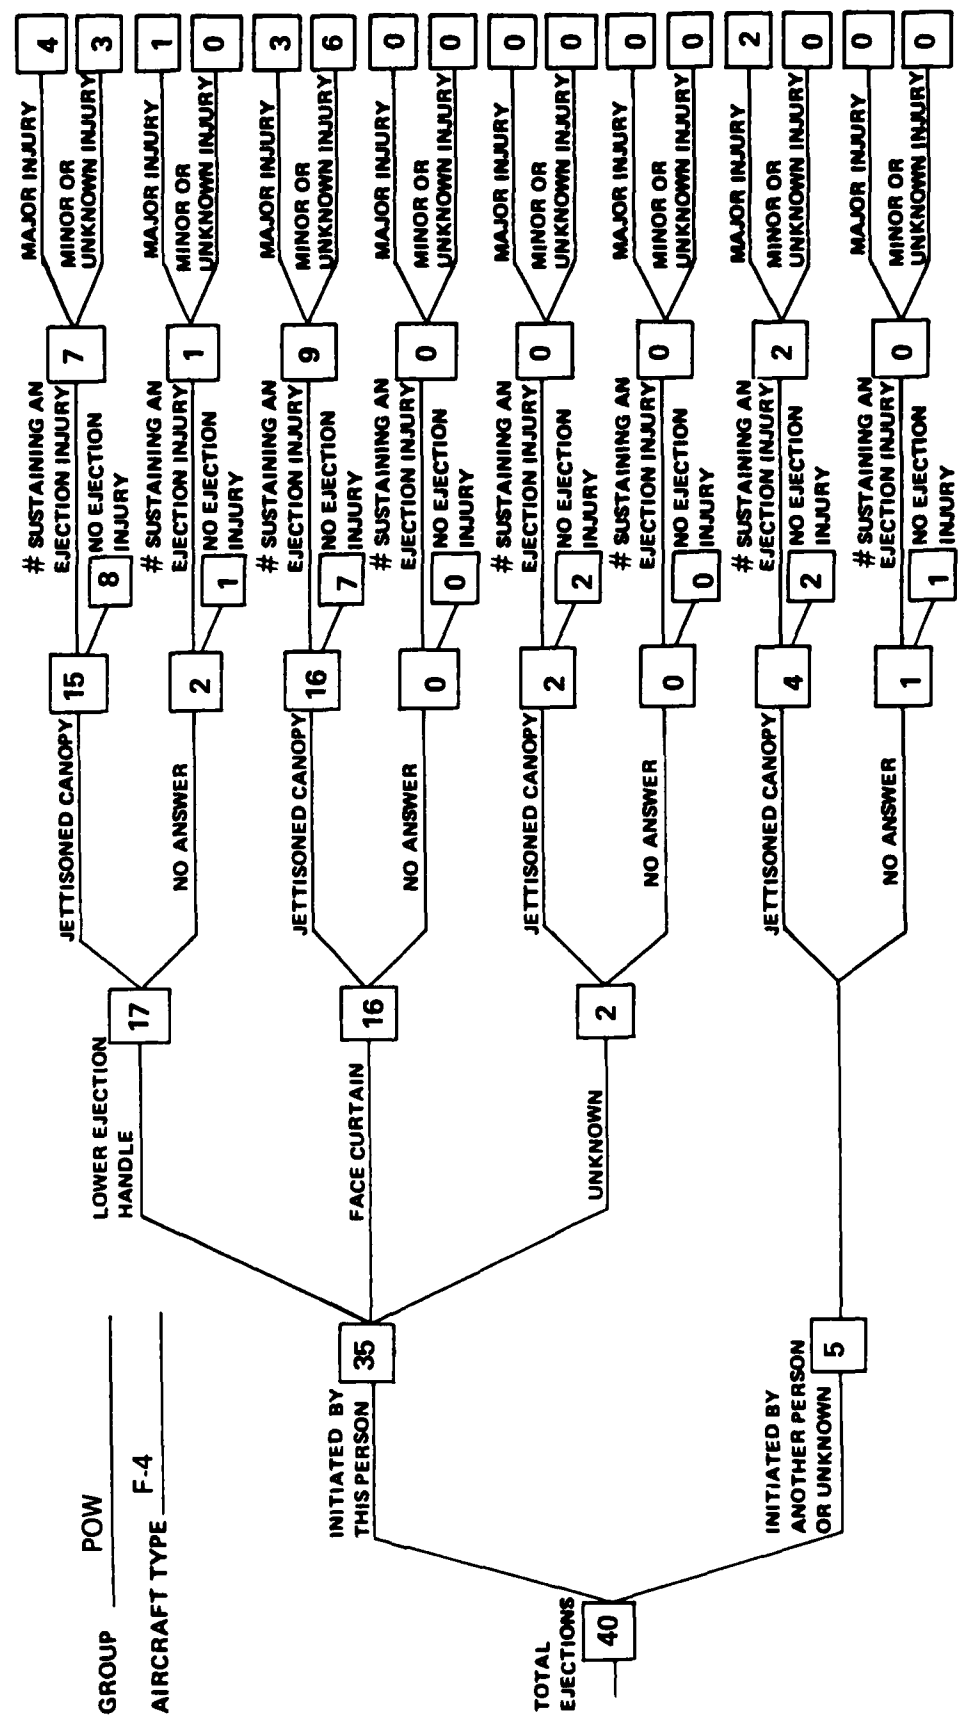 GROUP POW
AIRCRAFT TYPE F-4
TOTAL
EJECTIONS
40
INITIATED BY
THIS PERSON
35
INITIATED BY
ANOTHER PERSON
OR UNKNOWN
5
LOWER EJECTION
HANDLE
17
FACE CURTAIN
16
UNKNOWN
2
JETTISONED CANOPY
15
# SUSTAINING AN
EJECTION INJURY
7
NO EJECTION
INJURY
8
MAJOR INJURY
4
MINOR OR
UNKNOWN INJURY
3
NO ANSWER
2
# SUSTAINING AN
EJECTION INJURY
1
NO EJECTION
INJURY
1
MAJOR INJURY
1
MINOR OR
UNKNOWN INJURY
0
JETTISONED CANOPY
16
# SUSTAINING AN
EJECTION INJURY
9
NO EJECTION
INJURY
7
MAJOR INJURY
3
MINOR OR
UNKNOWN INJURY
6
NO ANSWER
0
# SUSTAINING AN
EJECTION INJURY
0
NO EJECTION
INJURY
0
MAJOR INJURY
0
MINOR OR
UNKNOWN INJURY
0
JETTISONED CANOPY
2
# SUSTAINING AN
EJECTION INJURY
0
NO EJECTION
INJURY
2
MAJOR INJURY
0
MINOR OR
UNKNOWN INJURY
0
NO ANSWER
0
# SUSTAINING AN
EJECTION INJURY
0
NO EJECTION
INJURY
0
MAJOR INJURY
0
MINOR OR
UNKNOWN INJURY
0
JETTISONED CANOPY
4
# SUSTAINING AN
EJECTION INJURY
2
NO EJECTION
INJURY
2
MAJOR INJURY
2
MINOR OR
UNKNOWN INJURY
0
NO ANSWER
1
# SUSTAINING AN
EJECTION INJURY
0
NO EJECTION
INJURY
1
MAJOR INJURY
0
MINOR OR
UNKNOWN INJURY
0